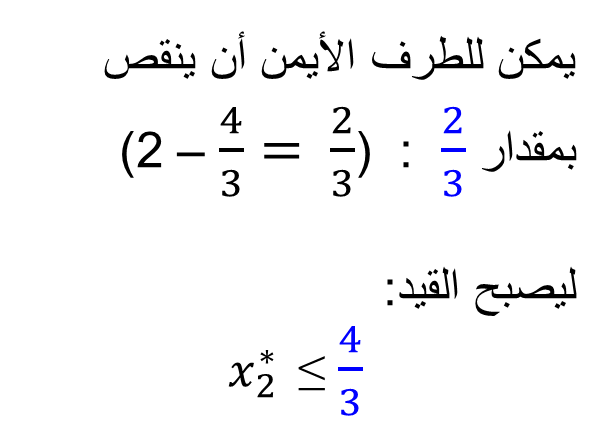 يمكن للطرف الأيمن أن ينقص
بمقدار 2/3 : (2 – 4/3 = 2/3)
ليصبح القيد:
x₂* ≤ 4/3